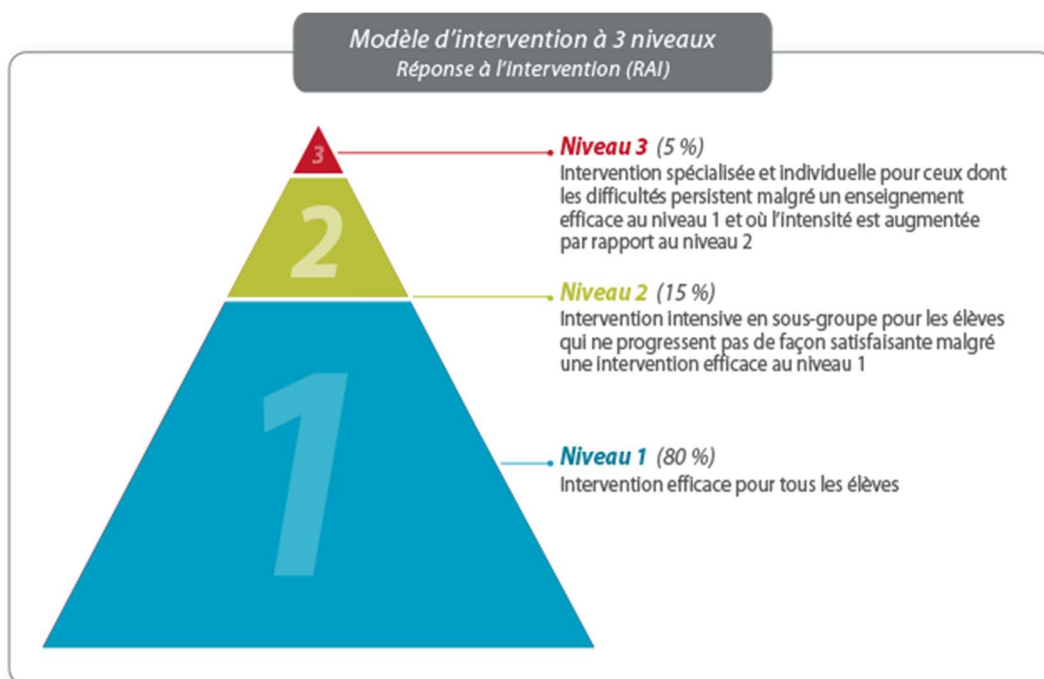 Modèle d'intervention à 3 niveaux
Réponse à l'intervention (RAI)
3
Niveau 3 (5 %)
Intervention spécialisée et individuelle pour ceux dont
les difficultés persistent malgré un enseignement
efficace au niveau 1 et où l'intensité est augmentée
par rapport au niveau 2
2
Niveau 2 (15 %)
Intervention intensive en sous-groupe pour les élèves
qui ne progressent pas de façon satisfaisante malgré
une intervention efficace au niveau 1
1
Niveau 1 (80 %)
Intervention efficace pour tous les élèves